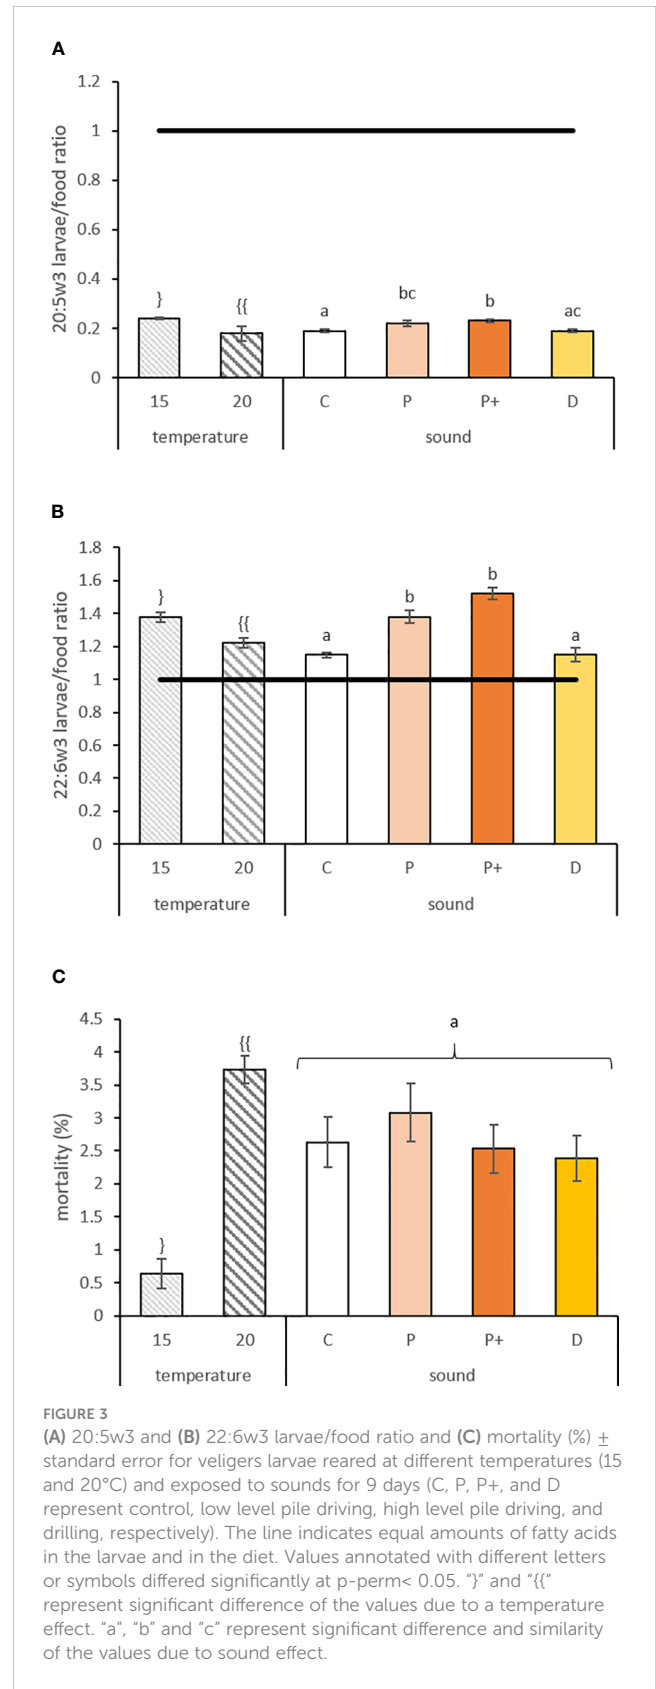 A
1.2
1
0.8
0.6
0.4
0.2
0
20:5w3 larvae/food ratio
}
{{
a
bc
b
ac
15
20
C
P
P+
D
temperature
sound
B
1.8
1.6
1.4
1.2
1
0.8
0.6
0.4
0.2
0
22:6w3 larvae/food ratio
}
{{
a
b
b
a
15
20
C
P
P+
D
temperature
sound
C
4.5
4
3.5
3
2.5
2
1.5
1
0.5
0
mortality (%)
}
{{
a
15
20
C
P
P+
D
temperature
sound
FIGURE 3
(A) 20:5w3 and (B) 22:6w3 larvae/food ratio and (C) mortality (%) ±
standard error for veligers larvae reared at different temperatures (15
and 20°C) and exposed to sounds for 9 days (C, P, P+, and D
represent control, low level pile driving, high level pile driving, and
drilling, respectively). The line indicates equal amounts of fatty acids
in the larvae and in the diet. Values annotated with different letters
or symbols differed significantly at p-perm< 0.05. “}” and “{{“
represent significant difference of the values due to a temperature
effect. “a”, “b” and “c” represent significant difference and similarity
of the values due to sound effect.